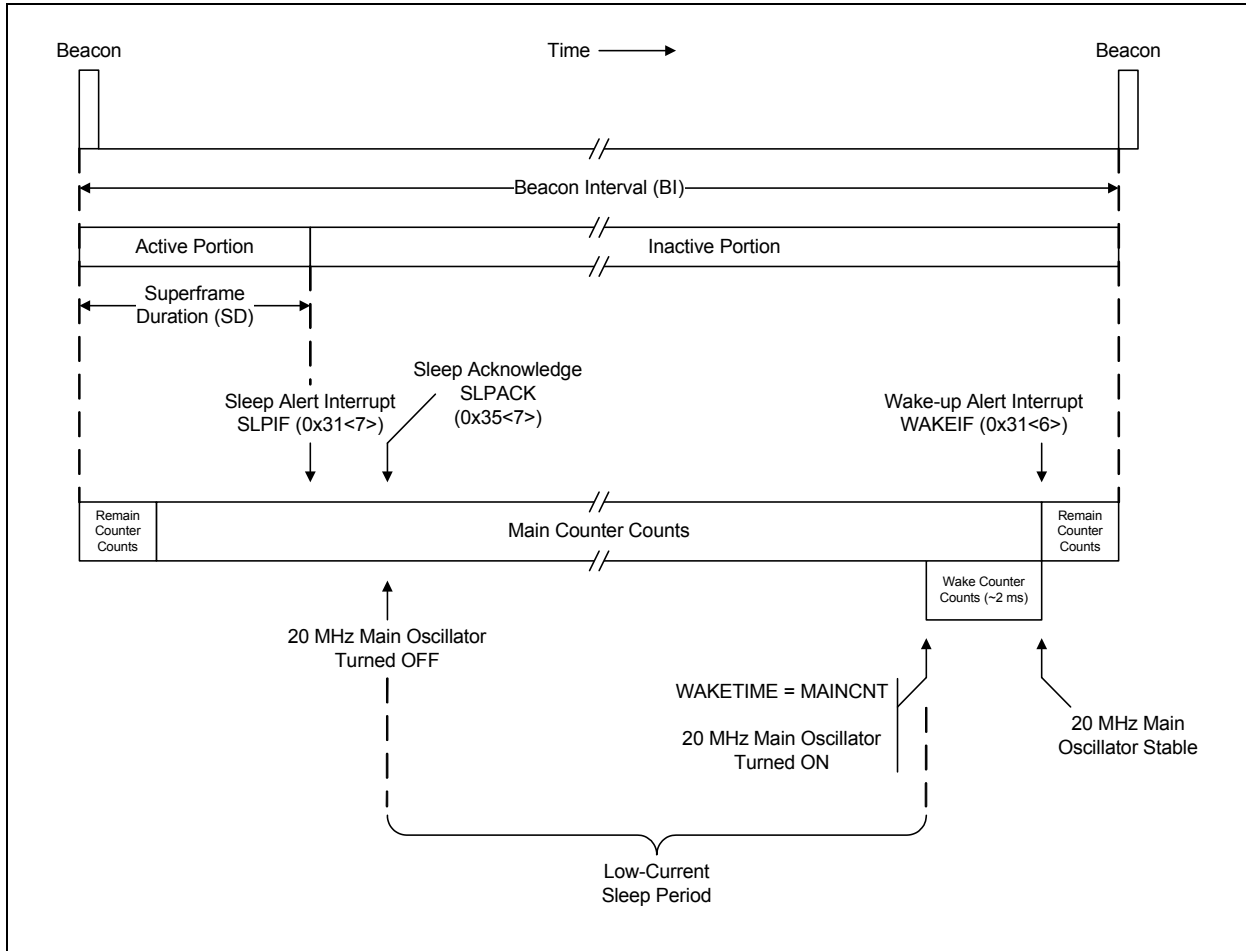 Beacon
Time
Beacon
Beacon Interval (BI)
Active Portion
Inactive Portion
Superframe
Duration (SD)
Sleep Alert Interrupt
SLPIF (0x31<7>)
Sleep Acknowledge
SLPACK
(0x35<7>)
Wake-up Alert Interrupt
WAKEIF (0x31<6>)
Remain
Counter
Counts
Main Counter Counts
Remain
Counter
Counts
Wake Counter
Counts (~2 ms)
20 MHz Main Oscillator
Turned OFF
WAKETIME = MAINCNT
20 MHz Main Oscillator
Turned ON
20 MHz Main
Oscillator Stable
Low-Current
Sleep Period